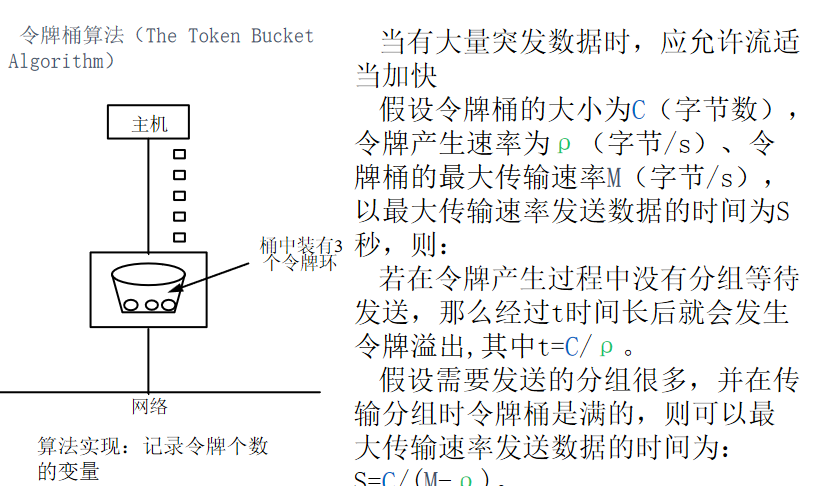 令牌桶算法（The Token Bucket
Algorithm）
主机
桶中装有3
个令牌环
网络
算法实现：记录令牌个数
的变量
当有大量突发数据时，应允许流适
当加快
假设令牌桶的大小为C（字节数），
令牌产生速率为ρ（字节/s）、令
牌桶的最大传输速率M（字节/s），
以最大传输速率发送数据的时间为S
秒，则：
若在令牌产生过程中没有分组等待
发送，那么经过t时间长后就会发生
令牌溢出,其中t=C/ρ。
假设需要发送的分组很多，并在传
输分组时令牌桶是满的，则可以最
大传输速率发送数据的时间为：
S=C/(M-ρ)。